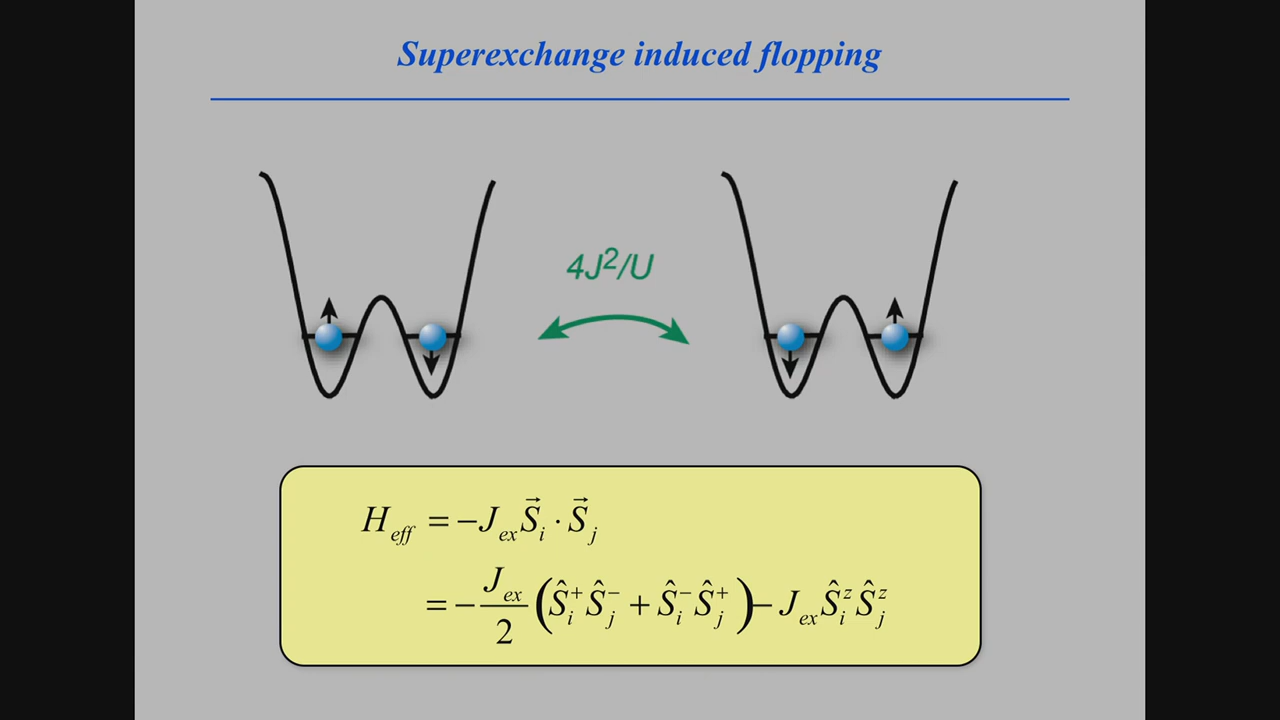 Superexchange induced flopping
4J²/U
H_eff = −J_ex S⃗_i · S⃗_j
= −J_ex/2 (Ŝ_i^+ Ŝ_j^− + Ŝ_i^− Ŝ_j^+) − J_ex Ŝ_i^z Ŝ_j^z